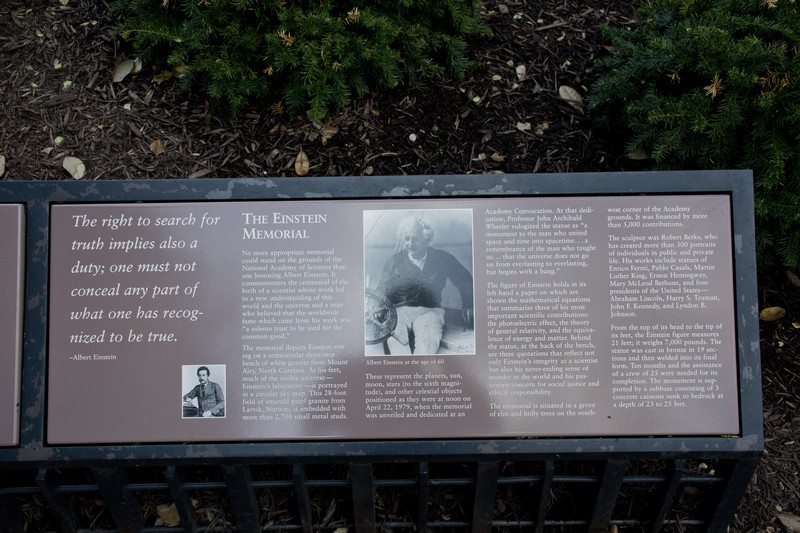 The right to search for
truth implies also a
duty; one must not
conceal any part of
what one has recog-
nized to be true.
–Albert Einstein
THE EINSTEIN
MEMORIAL
No more appropriate memorial
could stand on the grounds of the
National Academy of Sciences than
one honoring Albert Einstein. It
commemorates the centennial of the
birth of a scientist whose work led
to a new understanding of this
world and the universe and a man
who believed that the worldwide
fame which came from his work was
"a solemn trust to be used for the
common good."
The memorial depicts Einstein rest-
ing on a semicircular three-step
bench of white granite from Mount
Airy, North Carolina. At his feet,
much of the visible universe—
Einstein's laboratory—is portrayed
in a circular sky map. This 28-foot
field of emerald pearl granite from
Larvik, Norway, is embedded with
more than 2,700 small metal studs.
Albert Einstein at the age of 60
These represent the planets, sun,
moon, stars (to the sixth magni-
tude), and other celestial objects
positioned as they were at noon on
April 22, 1979, when the memorial
was unveiled and dedicated at an
Academy Convocation. At that dedi-
cation, Professor John Archibald
Wheeler eulogized the statue as "a
monument to the man who united
space and time into spacetime. . . a
remembrance of the man who taught
us. . . that the universe does not go
on from everlasting to everlasting,
but begins with a bang."
The figure of Einstein holds in its
left hand a paper on which are
shown the mathematical equations
that summarize three of his most
important scientific contributions:
the photoelectric effect, the theory
of general relativity, and the equiva-
lence of energy and matter. Behind
the statue, at the back of the bench,
are three quotations that reflect not
only Einstein's integrity as a scientist
but also his never-ending sense of
wonder at the world and his pas-
sionate concern for social justice and
ethical responsibility.
The memorial is situated in a grove
of elm and holly trees on the south-
west corner of the Academy
grounds. It was financed by more
than 5,000 contributions.
The sculptor was Robert Berks, who
has created more than 300 portraits
of individuals in public and private
life. His works include statues of
Enrico Fermi, Pablo Casals, Martin
Luther King, Ernest Hemingway,
Mary McLeod Bethune, and four
presidents of the United States—
Abraham Lincoln, Harry S. Truman,
John F. Kennedy, and Lyndon B.
Johnson.
From the top of its head to the tip of
its feet, the Einstein figure measures
21 feet; it weighs 7,000 pounds. The
statue was cast in bronze in 19 sec-
tions and then welded into its final
form. Ten months and the assistance
of a crew of 25 were needed for its
completion. The monument is sup-
ported by a substrata consisting of 3
concrete caissons sunk to bedrock at
a depth of 23 to 25 feet.